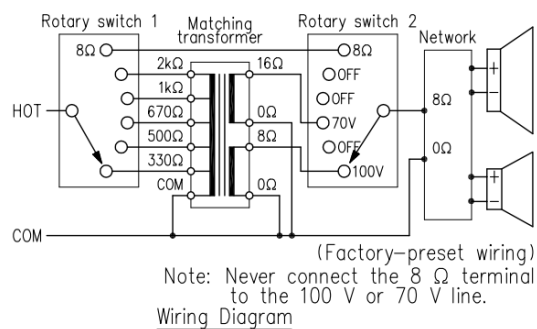 Rotary switch 1
Matching
transformer
Rotary switch 2
Network
8Ω
2kΩ
1kΩ
670Ω
500Ω
330Ω
COM
16Ω
0Ω
8Ω
0Ω
8Ω
OFF
OFF
70V
OFF
100V
8Ω
0Ω
+
−
+
−
HOT
COM
(Factory-preset wiring)
Note: Never connect the 8 Ω terminal
to the 100 V or 70 V line.
Wiring Diagram